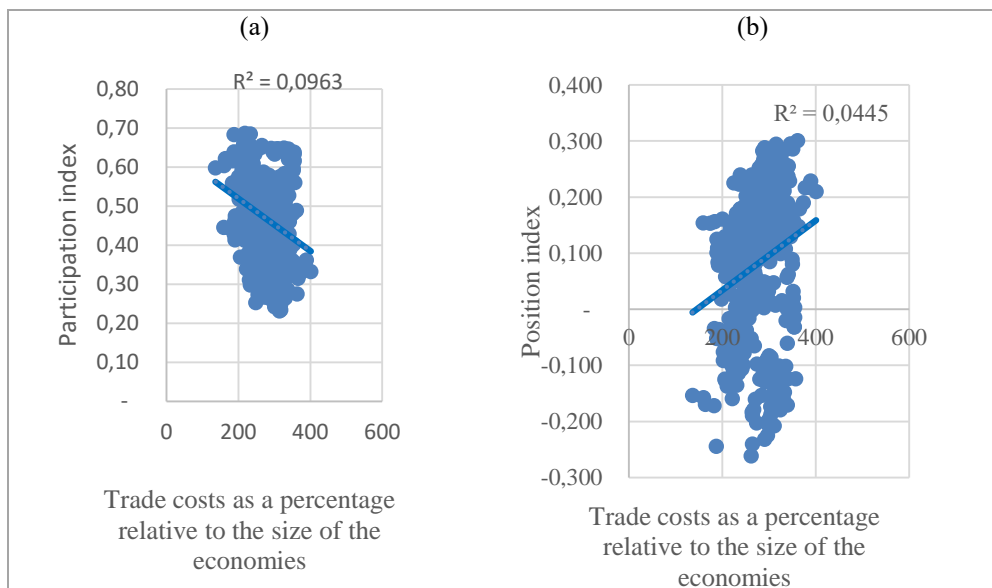 (a)
R² = 0,0963
Participation index
0,80
0,70
0,60
0,50
0,40
0,30
0,20
0,10
-
0
200
400
600
Trade costs as a percentage
relative to the size of the
economies
(b)
R² = 0,0445
Position index
0,400
0,300
0,200
0,100
-
-0,100
-0,200
-0,300
0
200
400
600
Trade costs as a percentage
relative to the size of the
economies